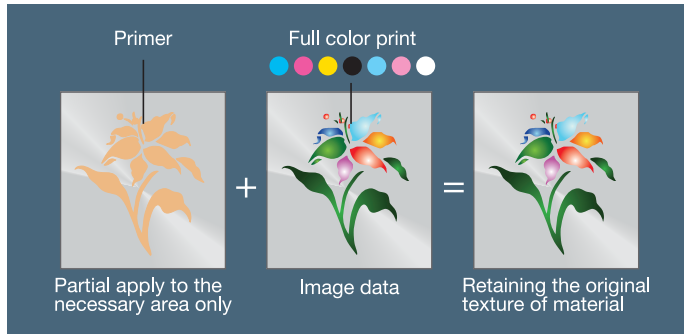 Primer
Full color print
+
=
Partial apply to the
necessary area only
Image data
Retaining the original
texture of material